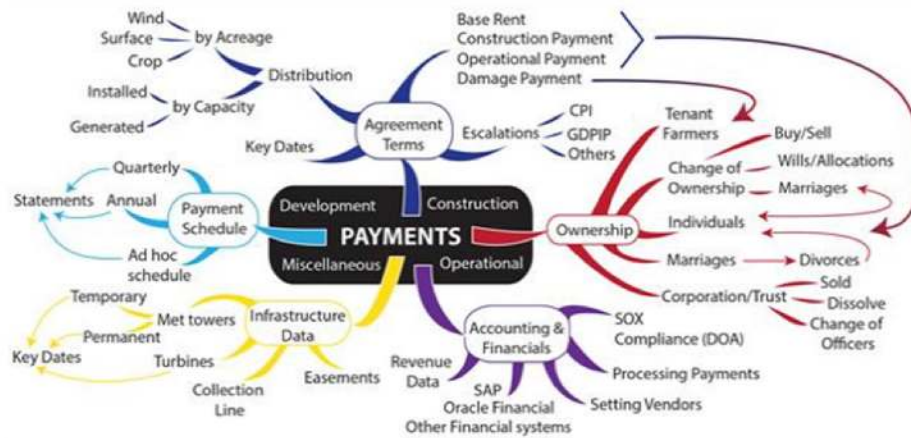 Wind
Surface
Crop
by Acreage
Installed
Generated
by Capacity
Distribution
Key Dates
Agreement
Terms
Base Rent
Construction Payment
Operational Payment
Damage Payment
Escalations
CPI
GDPIP
Others
Quarterly
Statements
Annual
Ad hoc
schedule
Payment
Schedule
Development
Construction
PAYMENTS
Miscellaneous
Operational
Ownership
Tenant
Farmers
Change of
Ownership
Buy/Sell
Wills/Allocations
Marriages
Individuals
Marriages
Divorces
Corporation/Trust
Sold
Dissolve
Change of
Officers
Temporary
Met towers
Permanent
Key Dates
Turbines
Collection
Line
Easements
Infrastructure
Data
Accounting &
Financials
Revenue
Data
SAP
Oracle Financial
Other Financial systems
SOX
Compliance (DOA)
Processing Payments
Setting Vendors